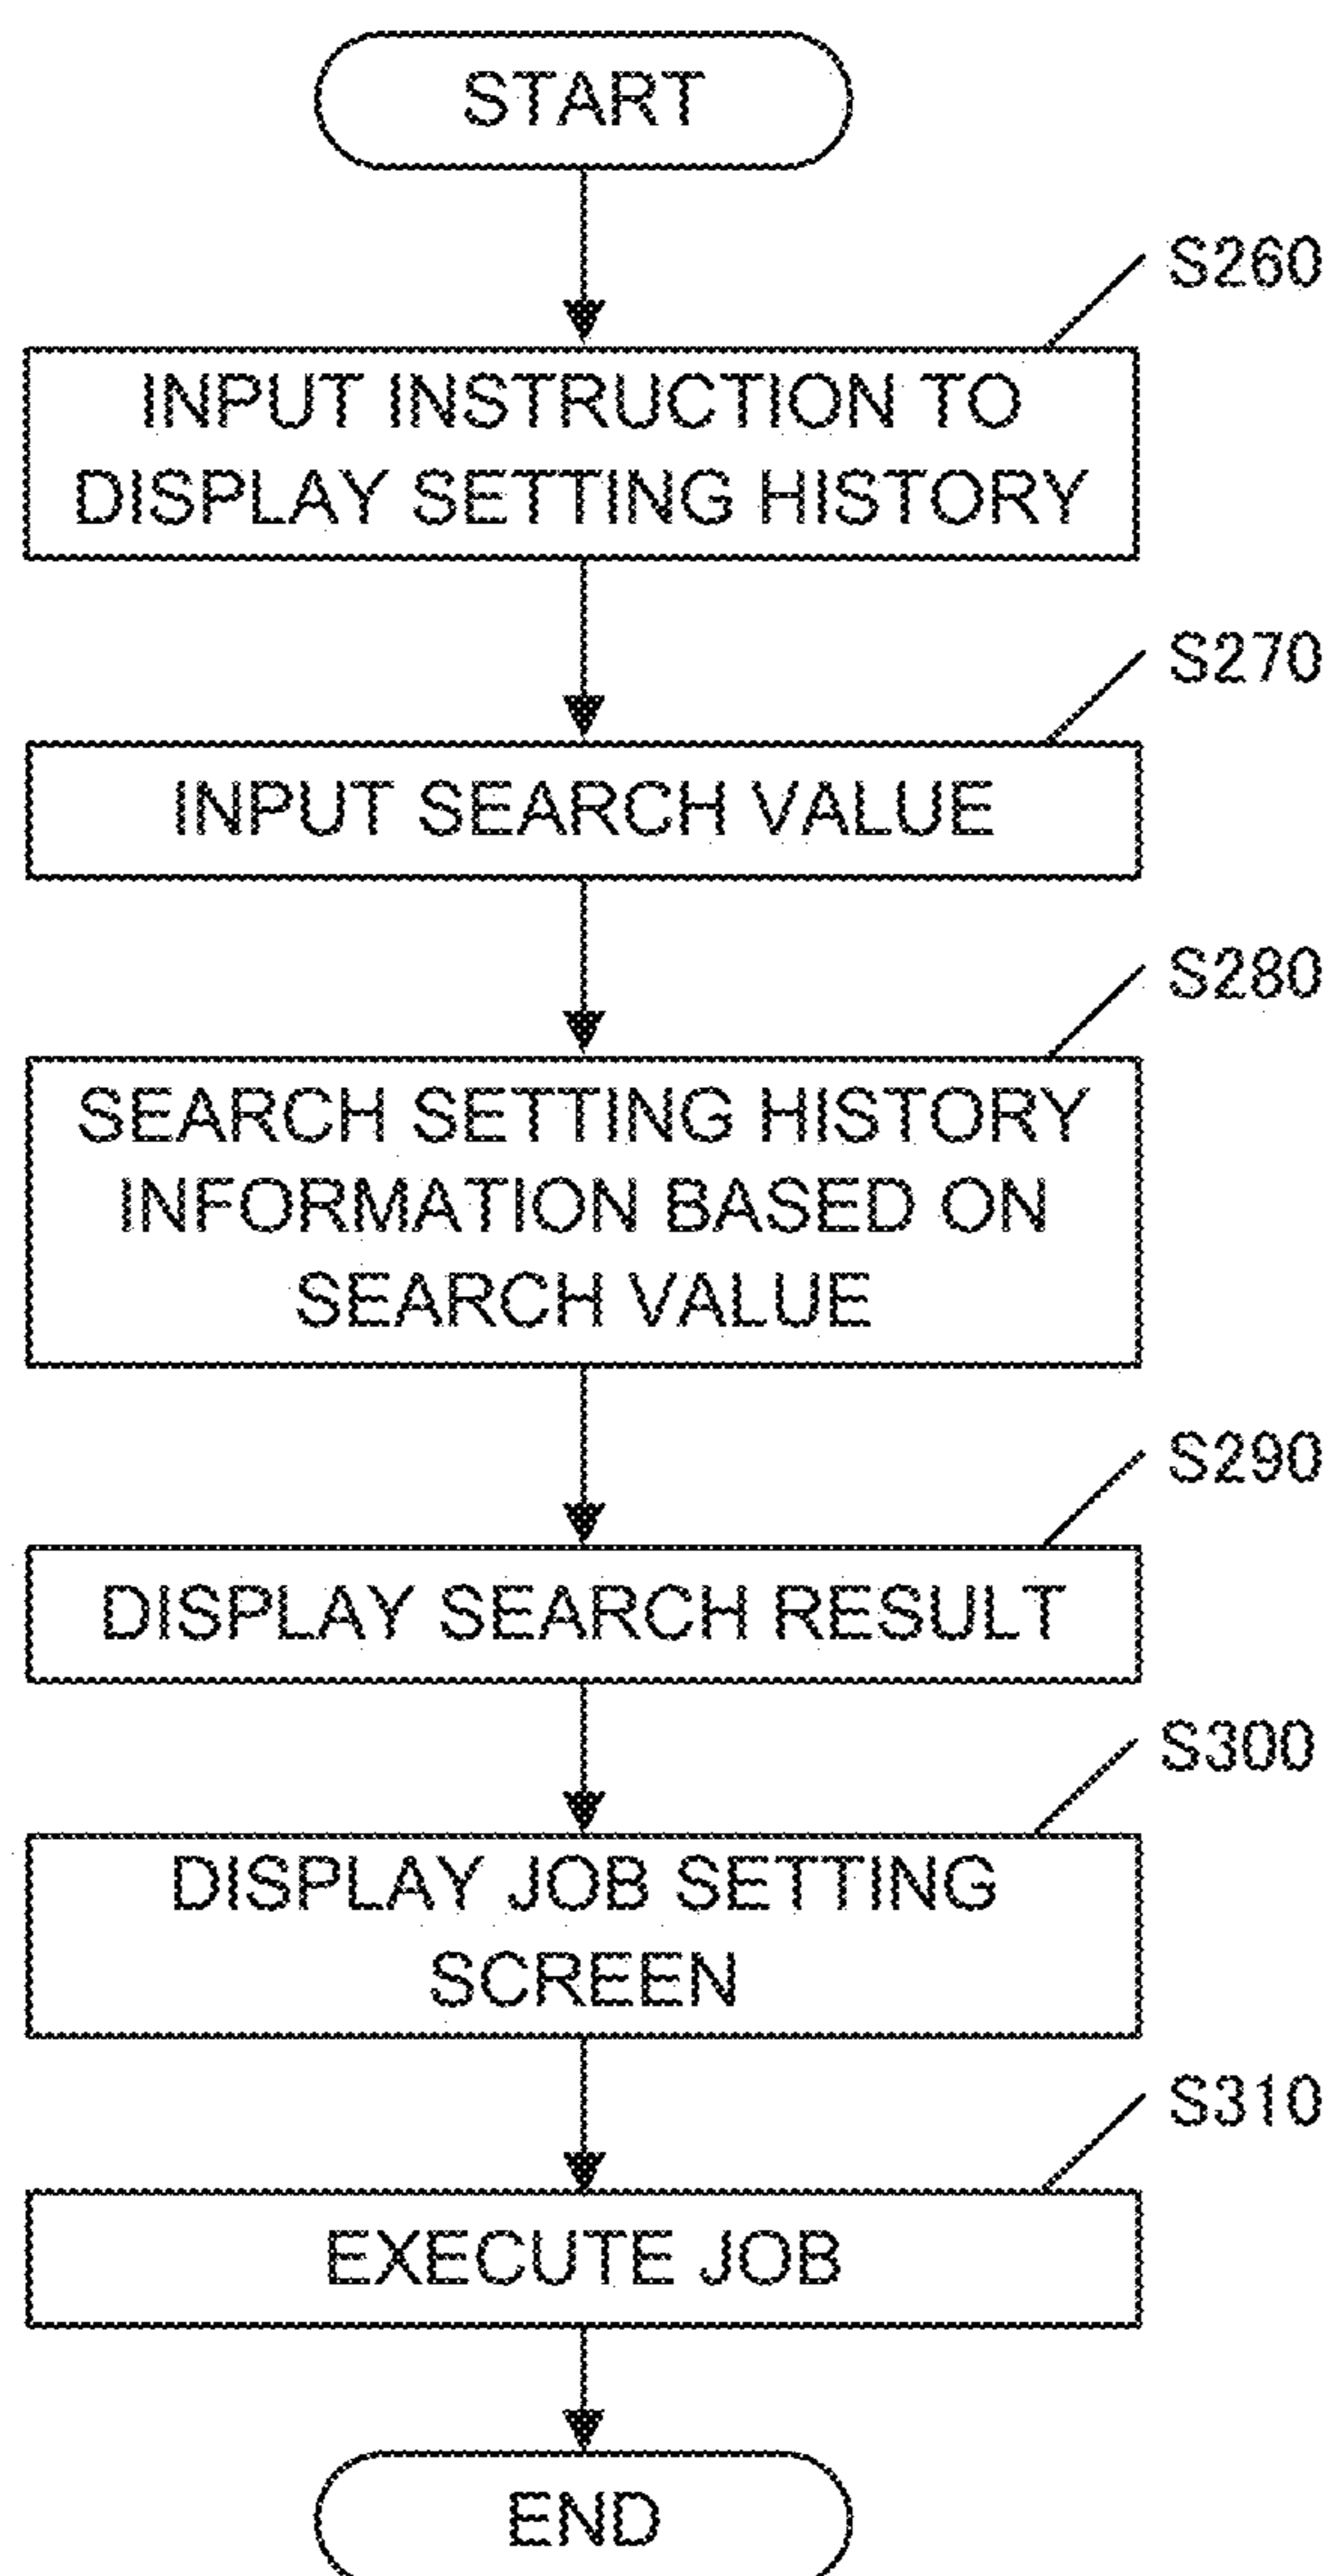 START
S260
INPUT INSTRUCTION TO
DISPLAY SETTING HISTORY
S270
INPUT SEARCH VALUE
S280
SEARCH SETTING HISTORY
INFORMATION BASED ON
SEARCH VALUE
S290
DISPLAY SEARCH RESULT
S300
DISPLAY JOB SETTING
SCREEN
S310
EXECUTE JOB
END